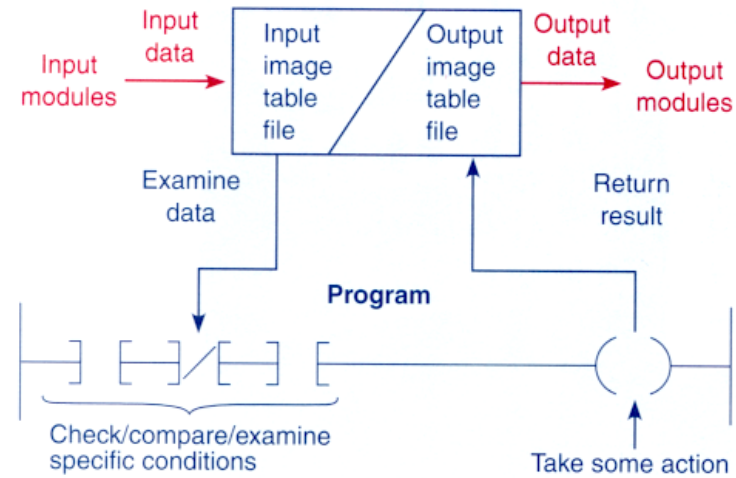 Input
data
Input
modules
Input
image
table
file
Output
image
table
file
Output
data
Output
modules
Examine
data
Return
result
Program
Check/compare/examine
specific conditions
Take some action